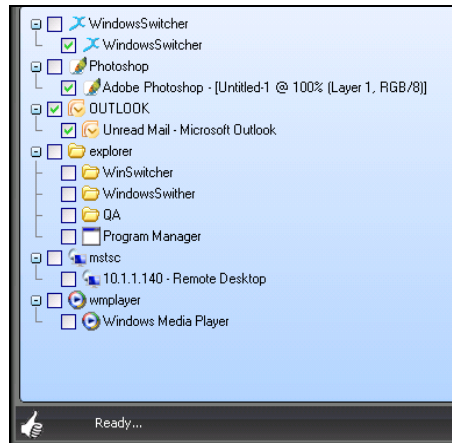 WindowsSwitcher
WindowsSwitcher
Photoshop
Adobe Photoshop - [Untitled-1 @ 100% (Layer 1, RGB/8)]
OUTLOOK
Unread Mail - Microsoft Outlook
explorer
WinSwitcher
WindowsSwither
QA
Program Manager
mstsc
10.1.1.140 - Remote Desktop
wmplayer
Windows Media Player
Ready...